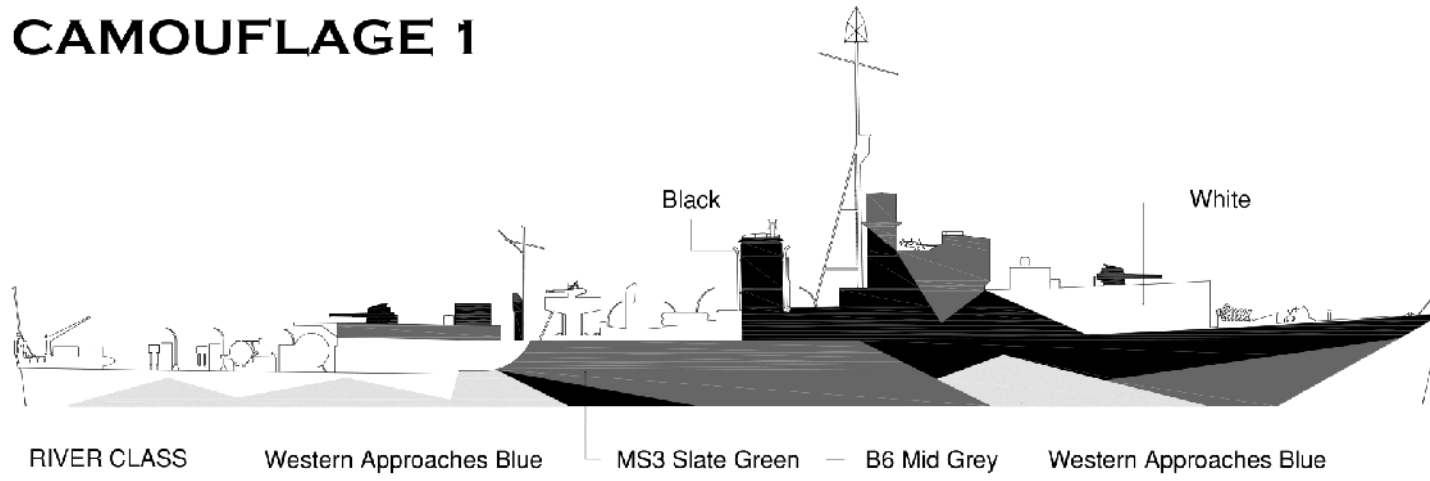 CAMOUFLAGE 1
Black
White
RIVER CLASS
Western Approaches Blue
MS3 Slate Green
B6 Mid Grey
Western Approaches Blue